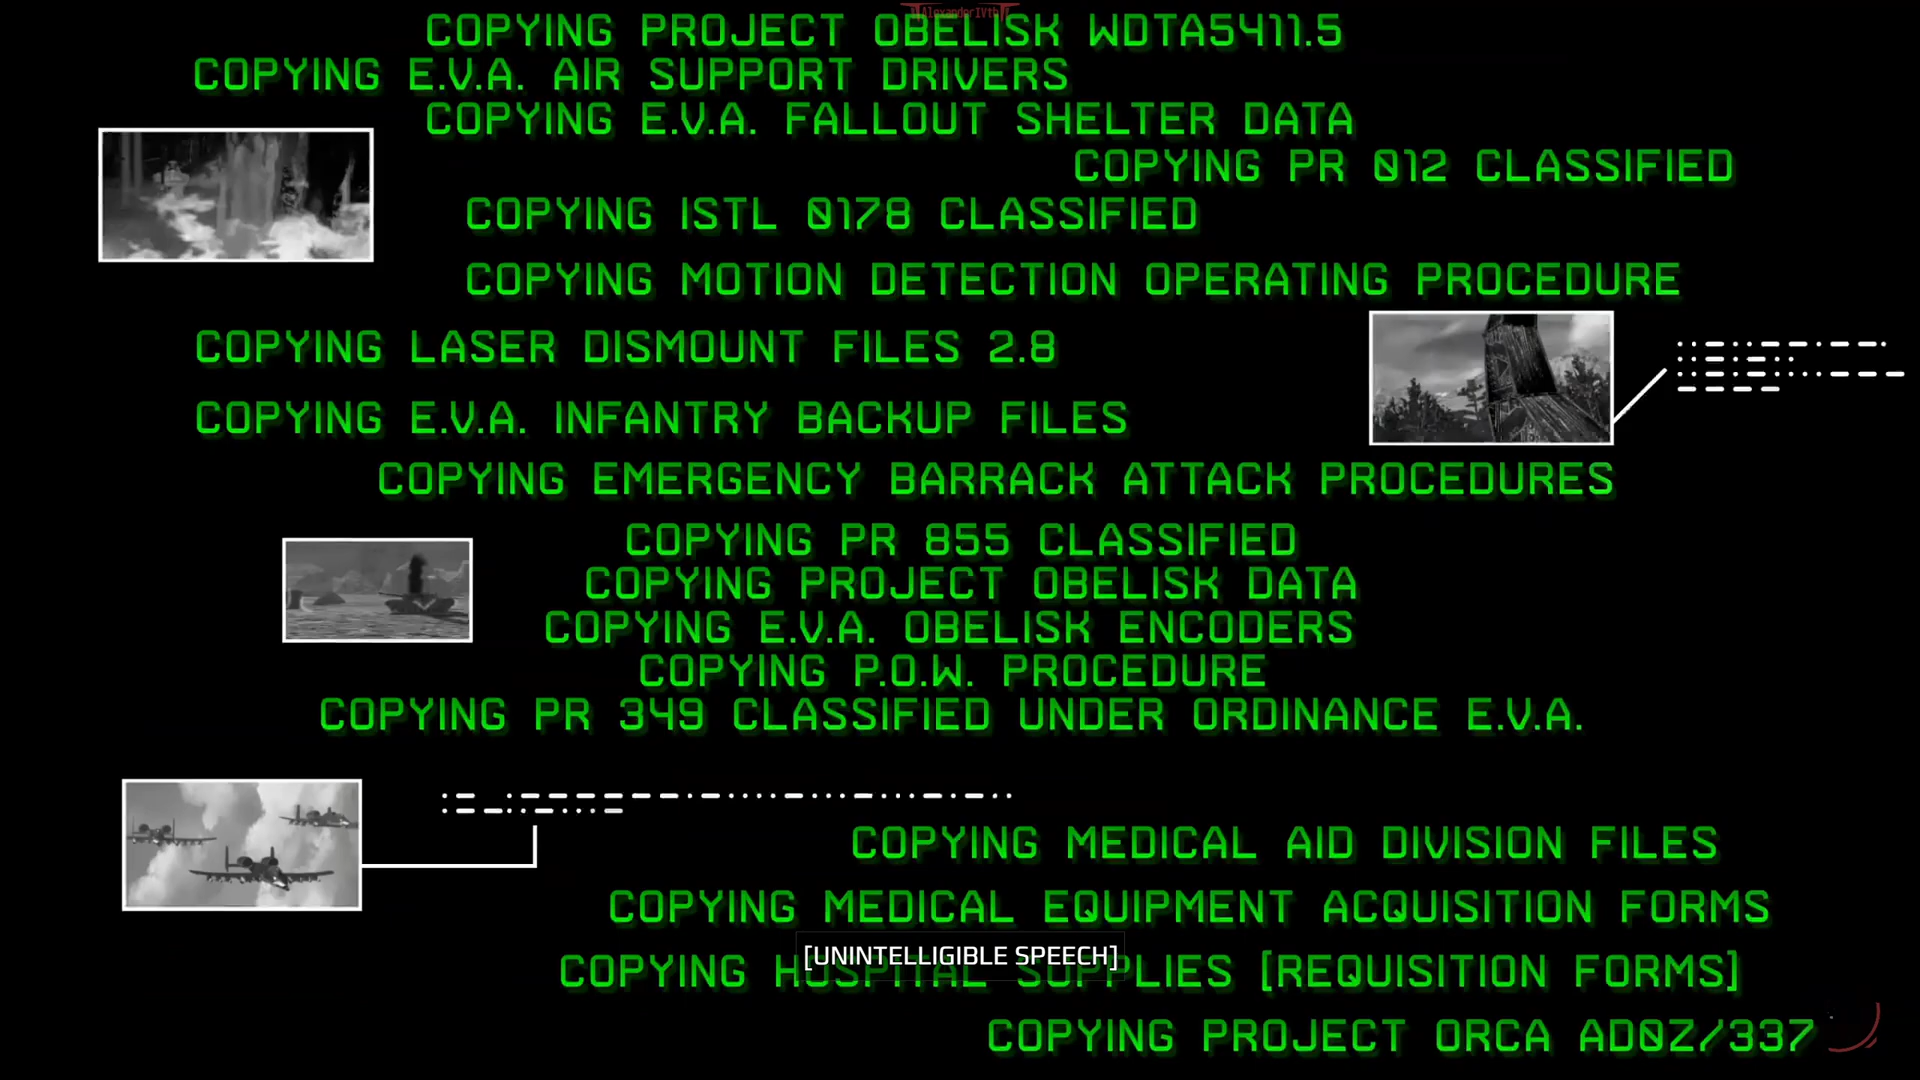 AlexanderIVth
COPYING PROJECT OBELISK WDTA5411.5
COPYING E.V.A. AIR SUPPORT DRIVERS
COPYING E.V.A. FALLOUT SHELTER DATA
COPYING PR 012 CLASSIFIED
COPYING ISTL 0178 CLASSIFIED
COPYING MOTION DETECTION OPERATING PROCEDURE
COPYING LASER DISMOUNT FILES 2.8
COPYING E.V.A. INFANTRY BACKUP FILES
COPYING EMERGENCY BARRACK ATTACK PROCEDURES
COPYING PR 855 CLASSIFIED
COPYING PROJECT OBELISK DATA
COPYING E.V.A. OBELISK ENCODERS
COPYING P.O.W. PROCEDURE
COPYING PR 349 CLASSIFIED UNDER ORDINANCE E.V.A.
COPYING MEDICAL AID DIVISION FILES
COPYING MEDICAL EQUIPMENT ACQUISITION FORMS
[UNINTELLIGIBLE SPEECH]
COPYING HOSPITAL SUPPLIES [REQUISITION FORMS]
COPYING PROJECT ORCA AD0Z/337